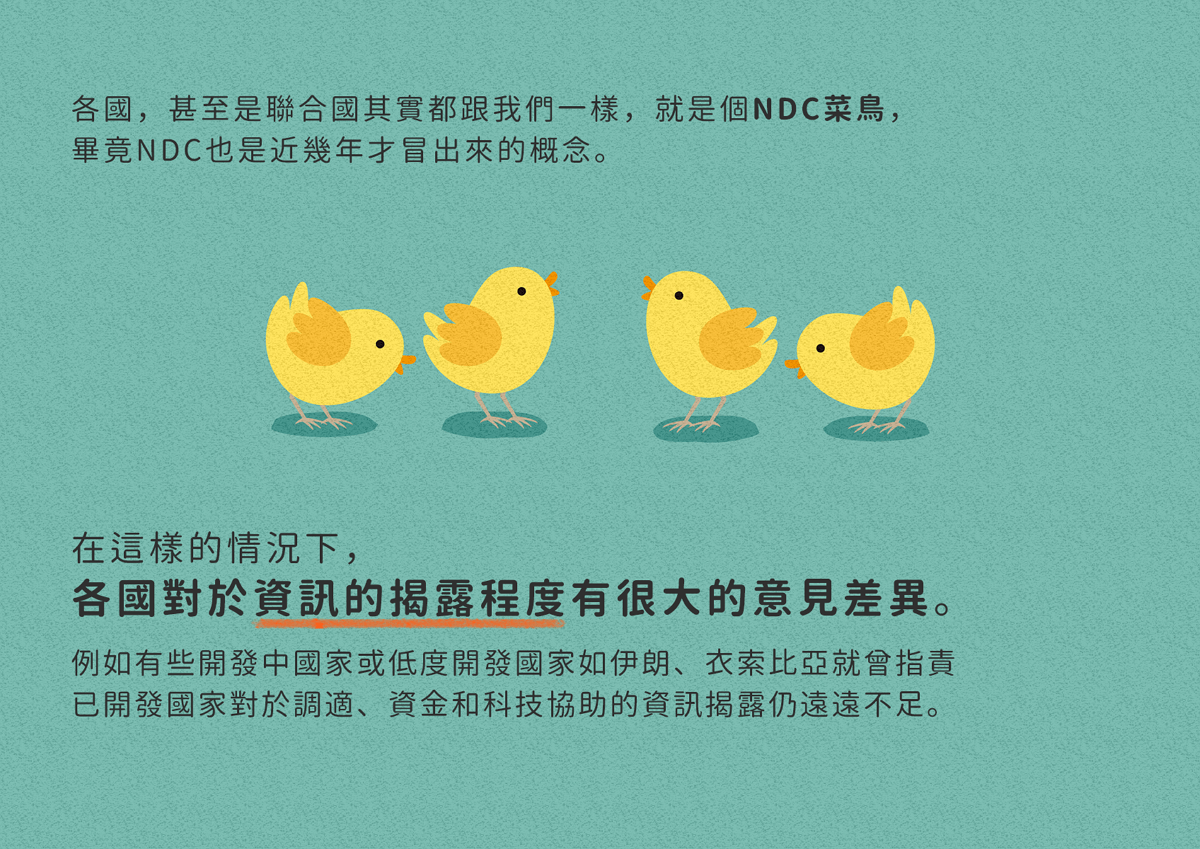 各國，甚至是聯合國其實都跟我們一樣，就是個NDC菜鳥，
畢竟NDC也是近幾年才冒出來的概念。
在這樣的情況下，
各國對於資訊的揭露程度有很大的意見差異。
例如有些開發中國家或低度開發國家如伊朗、衣索比亞就曾指責
已開發國家對於調適、資金和科技協助的資訊揭露仍遠遠不足。